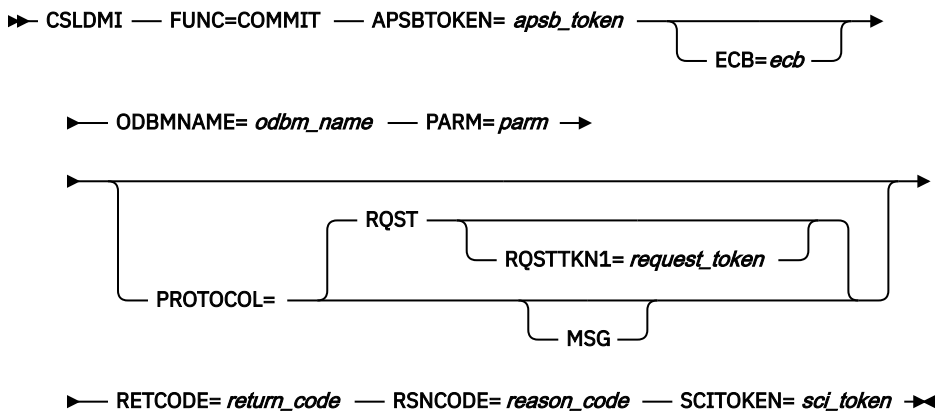 CSLDMI FUNC=COMMIT APSBTOKEN= apsb_token
ECB= ecb
ODBMNAME= odbm_name PARM= parm
RQST
RQSTTKN1= request_token
PROTOCOL=
MSG
RETCODE= return_code RSNCODE= reason_code SCITOKEN= sci_token